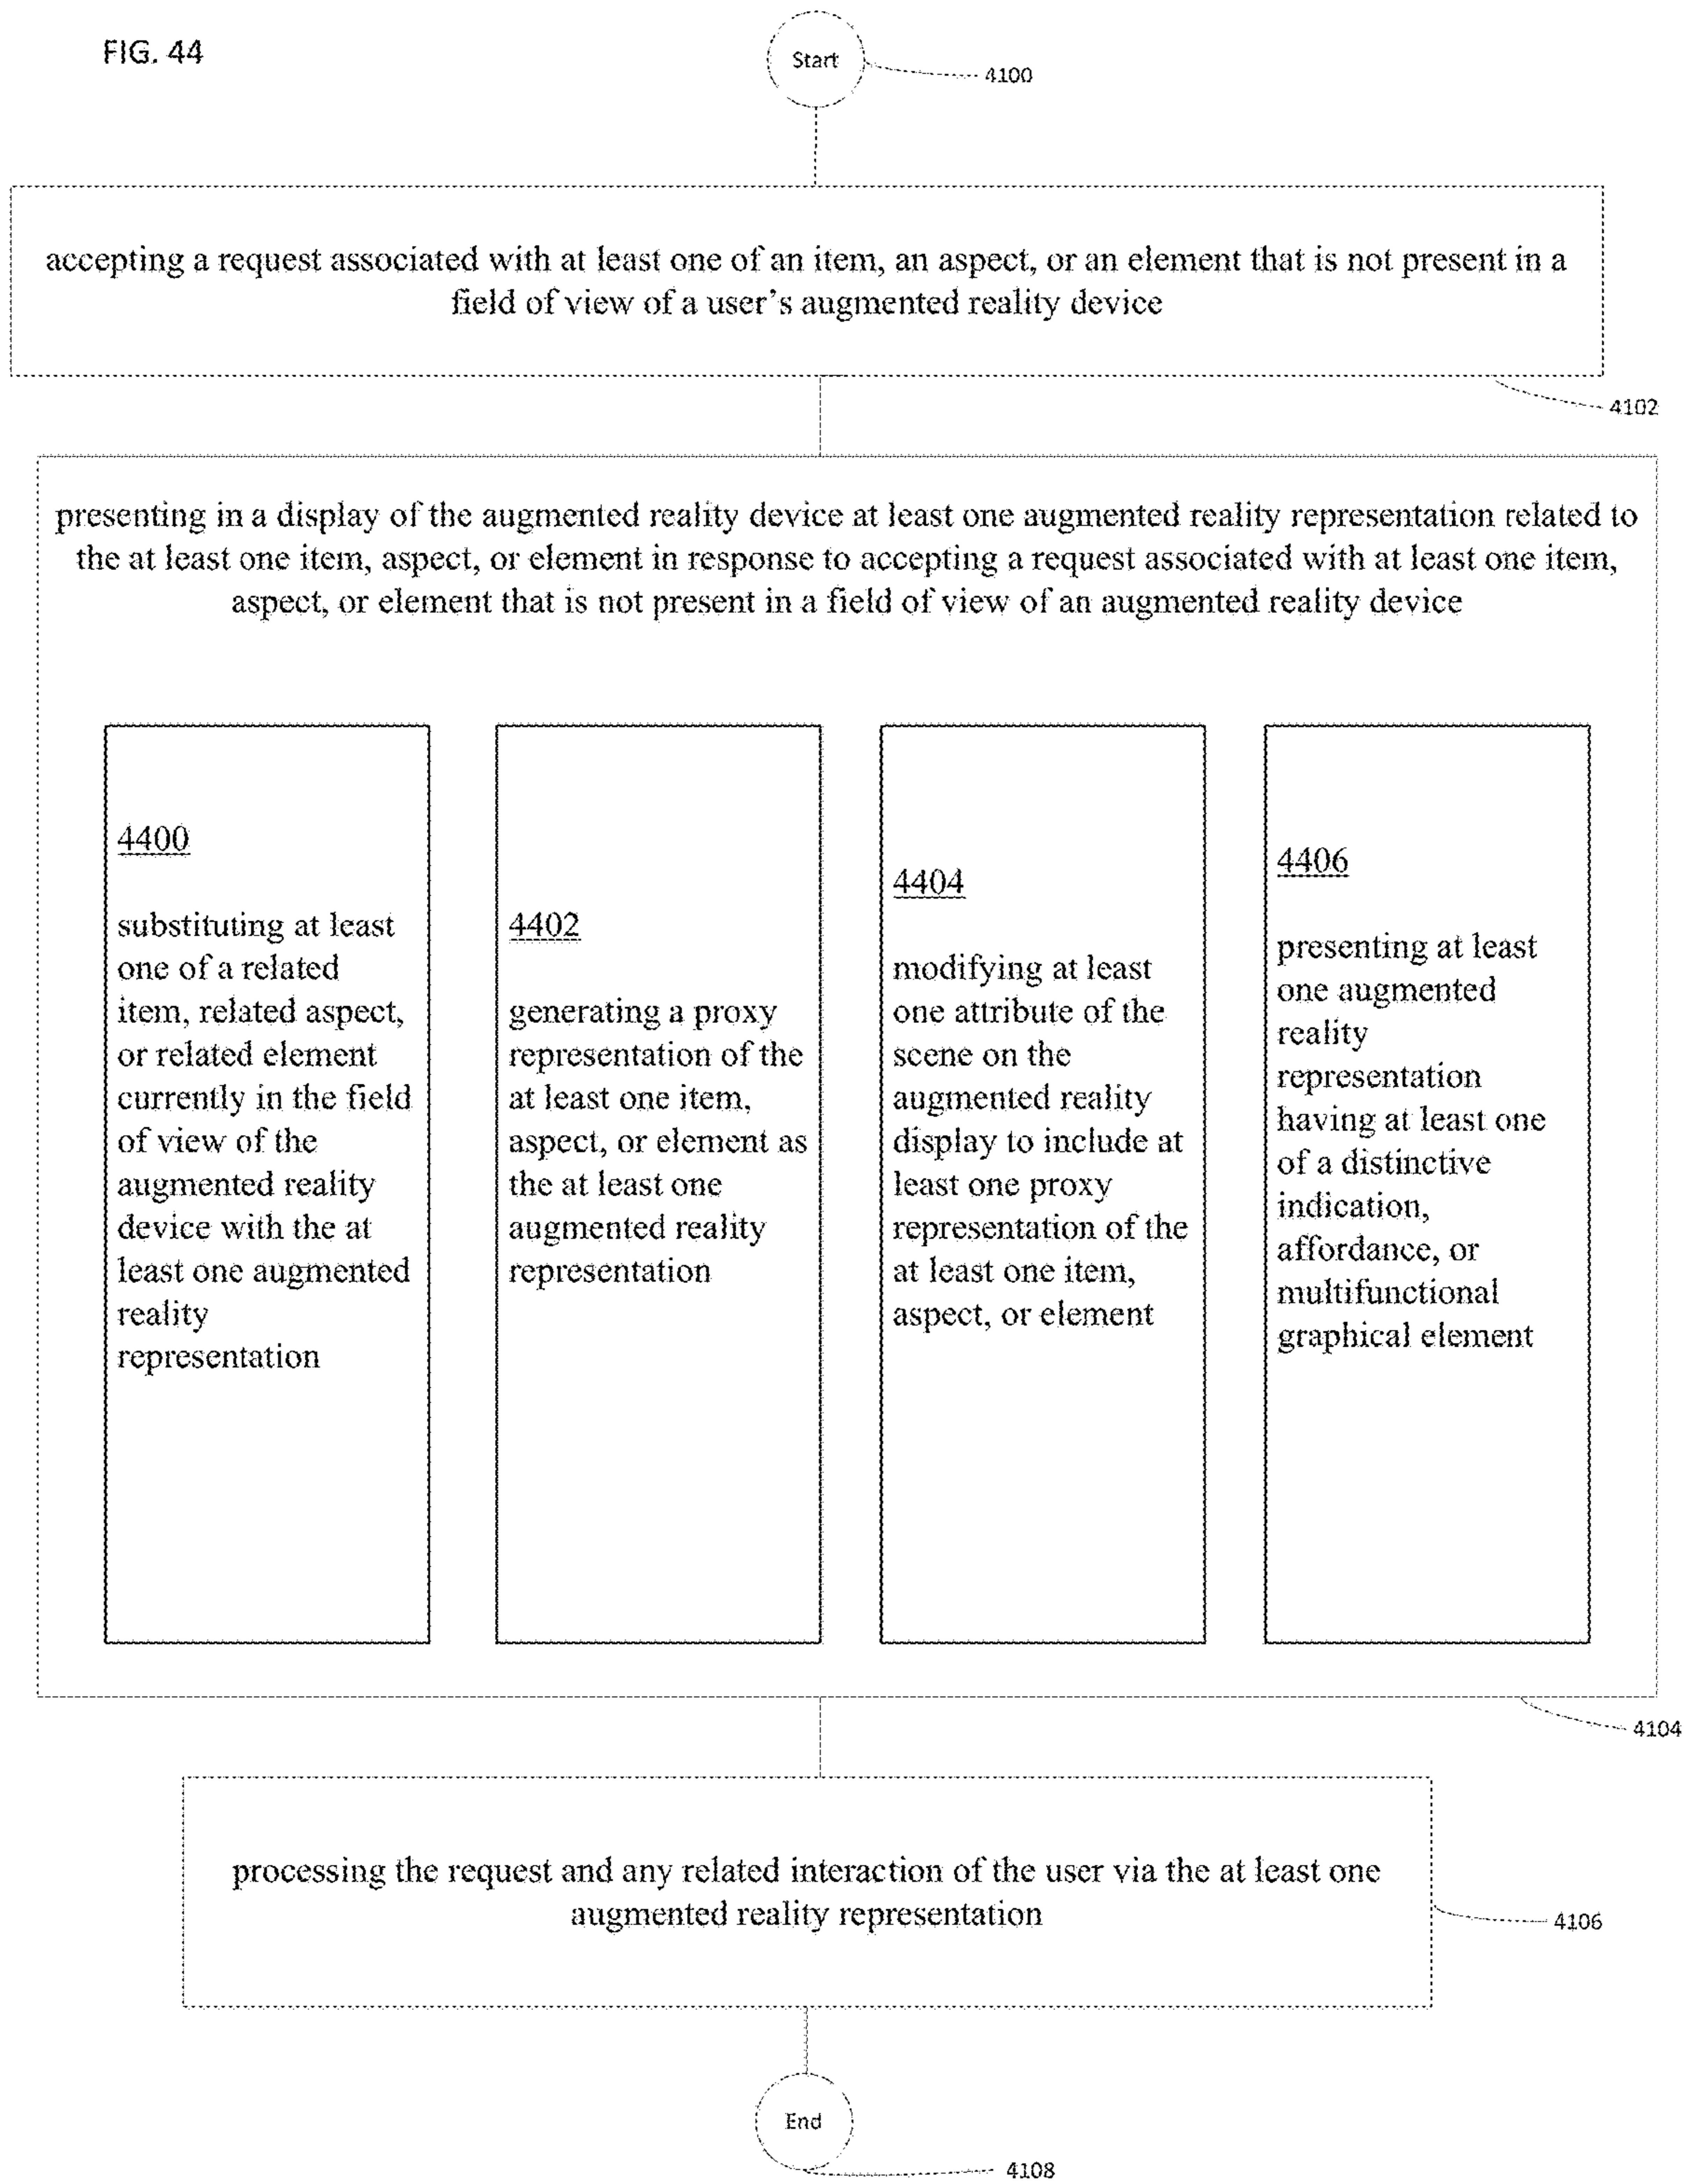 FIG. 44
Start
4100
accepting a request associated with at least one of an item, an aspect, or an element that is not present in a
field of view of a user's augmented reality device
4102
presenting in a display of the augmented reality device at least one augmented reality representation related to
the at least one item, aspect, or element in response to accepting a request associated with at least one item,
aspect, or element that is not present in a field of view of an augmented reality device
4400
substituting at least
one of a related
item, related aspect,
or related element
currently in the field
of view of the
augmented reality
device with the at
least one augmented
reality
representation
4402
generating a proxy
representation of the
at least one item,
aspect, or element as
the at least one
augmented reality
representation
4404
modifying at least
one attribute of the
scene on the
augmented reality
display to include at
least one proxy
representation of the
at least one item,
aspect, or element
4406
presenting at least
one augmented
reality
representation
having at least one
of a distinctive
indication,
affordance, or
multifunctional
graphical element
4104
processing the request and any related interaction of the user via the at least one
augmented reality representation
4106
End
4108